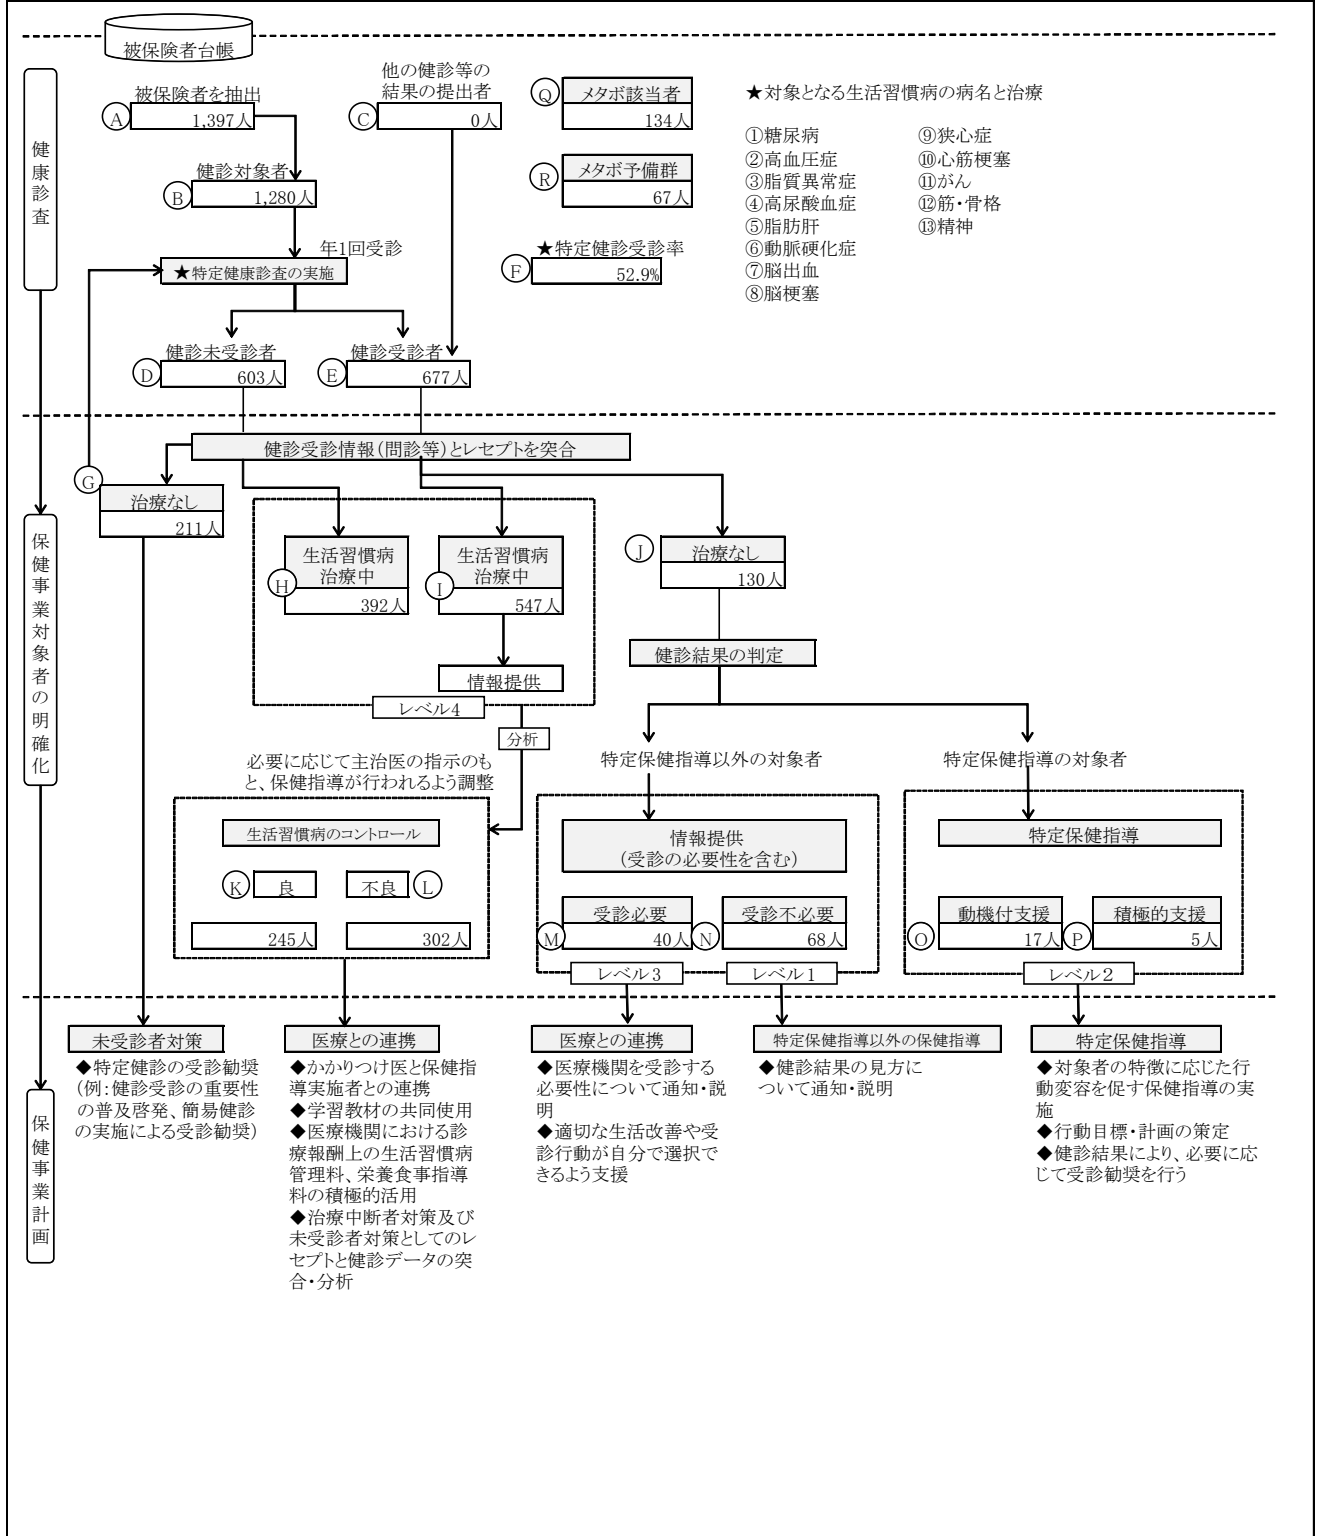 被保険者台帳
健康診査
被保険者を抽出
A
1,397人
他の健診等の
結果の提出者
C
0人
Q
メタボ該当者
134人
健診対象者
B
1,280人
R
メタボ予備群
67人
年1回受診
★特定健康診査の実施
★特定健診受診率
F
52.9%
★対象となる生活習慣病の病名と治療
①糖尿病
②高血圧症
③脂質異常症
④高尿酸血症
⑤脂肪肝
⑥動脈硬化症
⑦脳出血
⑧脳梗塞
⑨狭心症
⑩心筋梗塞
⑪がん
⑫筋・骨格
⑬精神
健診未受診者
D
603人
健診受診者
E
677人
保健事業対象者の明確化
健診受診情報(問診等)とレセプトを突合
G
治療なし
211人
生活習慣病
治療中
H
392人
生活習慣病
治療中
I
547人
情報提供
レベル4
J
治療なし
130人
健診結果の判定
分析
必要に応じて主治医の指示のも
と、保健指導が行われるよう調整
特定保健指導以外の対象者
特定保健指導の対象者
生活習慣病のコントロール
K
良
不良
L
245人
302人
情報提供
(受診の必要性を含む)
M
受診必要
40人
N
受診不必要
68人
レベル3
レベル1
特定保健指導
O
動機付支援
17人
P
積極的支援
5人
レベル2
保健事業計画
未受診者対策
◆特定健診の受診勧奨
(例:健診受診の重要性
の普及啓発、簡易健診
の実施による受診勧奨)
医療との連携
◆かかりつけ医と保健指
導実施者との連携
◆学習教材の共同使用
◆医療機関における診
療報酬上の生活習慣病
管理料、栄養食事指導
料の積極的活用
◆治療中断者対策及び
未受診者対策としてのレ
セプトと健診データの突
合・分析
医療との連携
◆医療機関を受診する
必要性について通知・説
明
◆適切な生活改善や受
診行動が自分で選択で
きるよう支援
特定保健指導以外の保健指導
◆健診結果の見方に
ついて通知・説明
特定保健指導
◆対象者の特徴に応じた行
動変容を促す保健指導の実
施
◆行動目標・計画の策定
◆健診結果により、必要に応
じて受診勧奨を行う